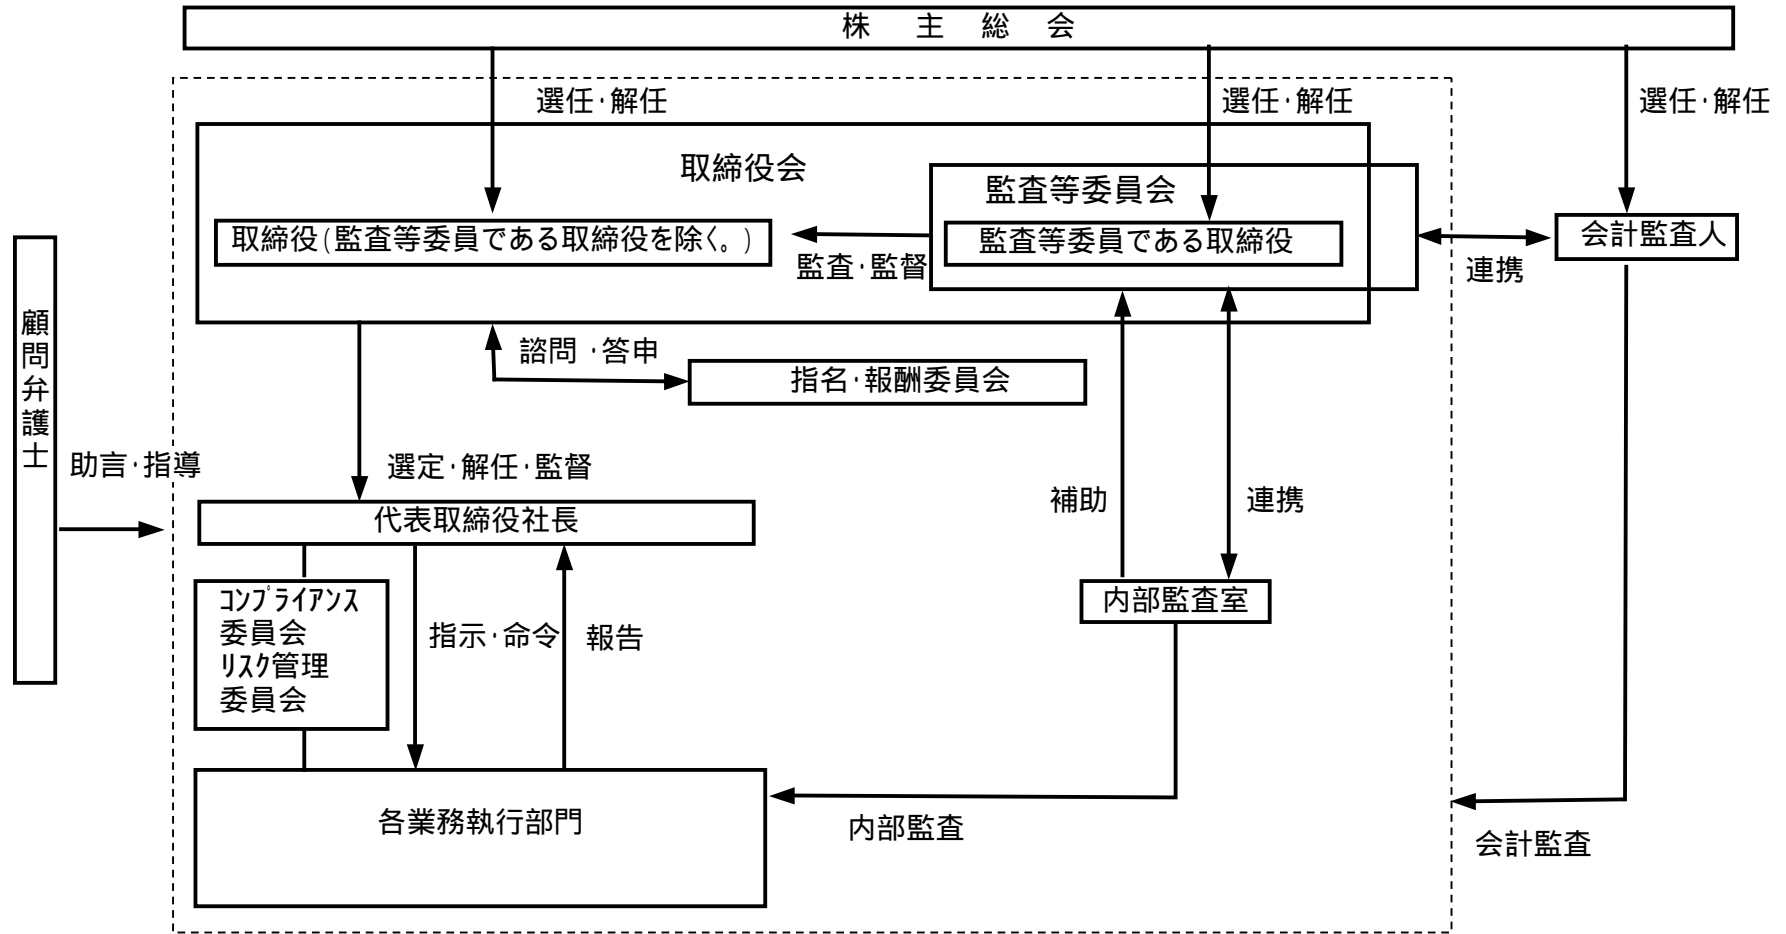 株 主 総 会
選任・解任
選任・解任
選任・解任
取締役会
監査等委員会
取締役(監査等委員である取締役を除く。)
監査等委員である取締役
会計監査人
監査・監督
連携
顧問弁護士
諮問・答申
指名・報酬委員会
助言・指導
選定・解任・監督
補助
連携
代表取締役社長
コンプライアンス
委員会
リスク管理
委員会
指示・命令
報告
内部監査室
各業務執行部門
内部監査
会計監査